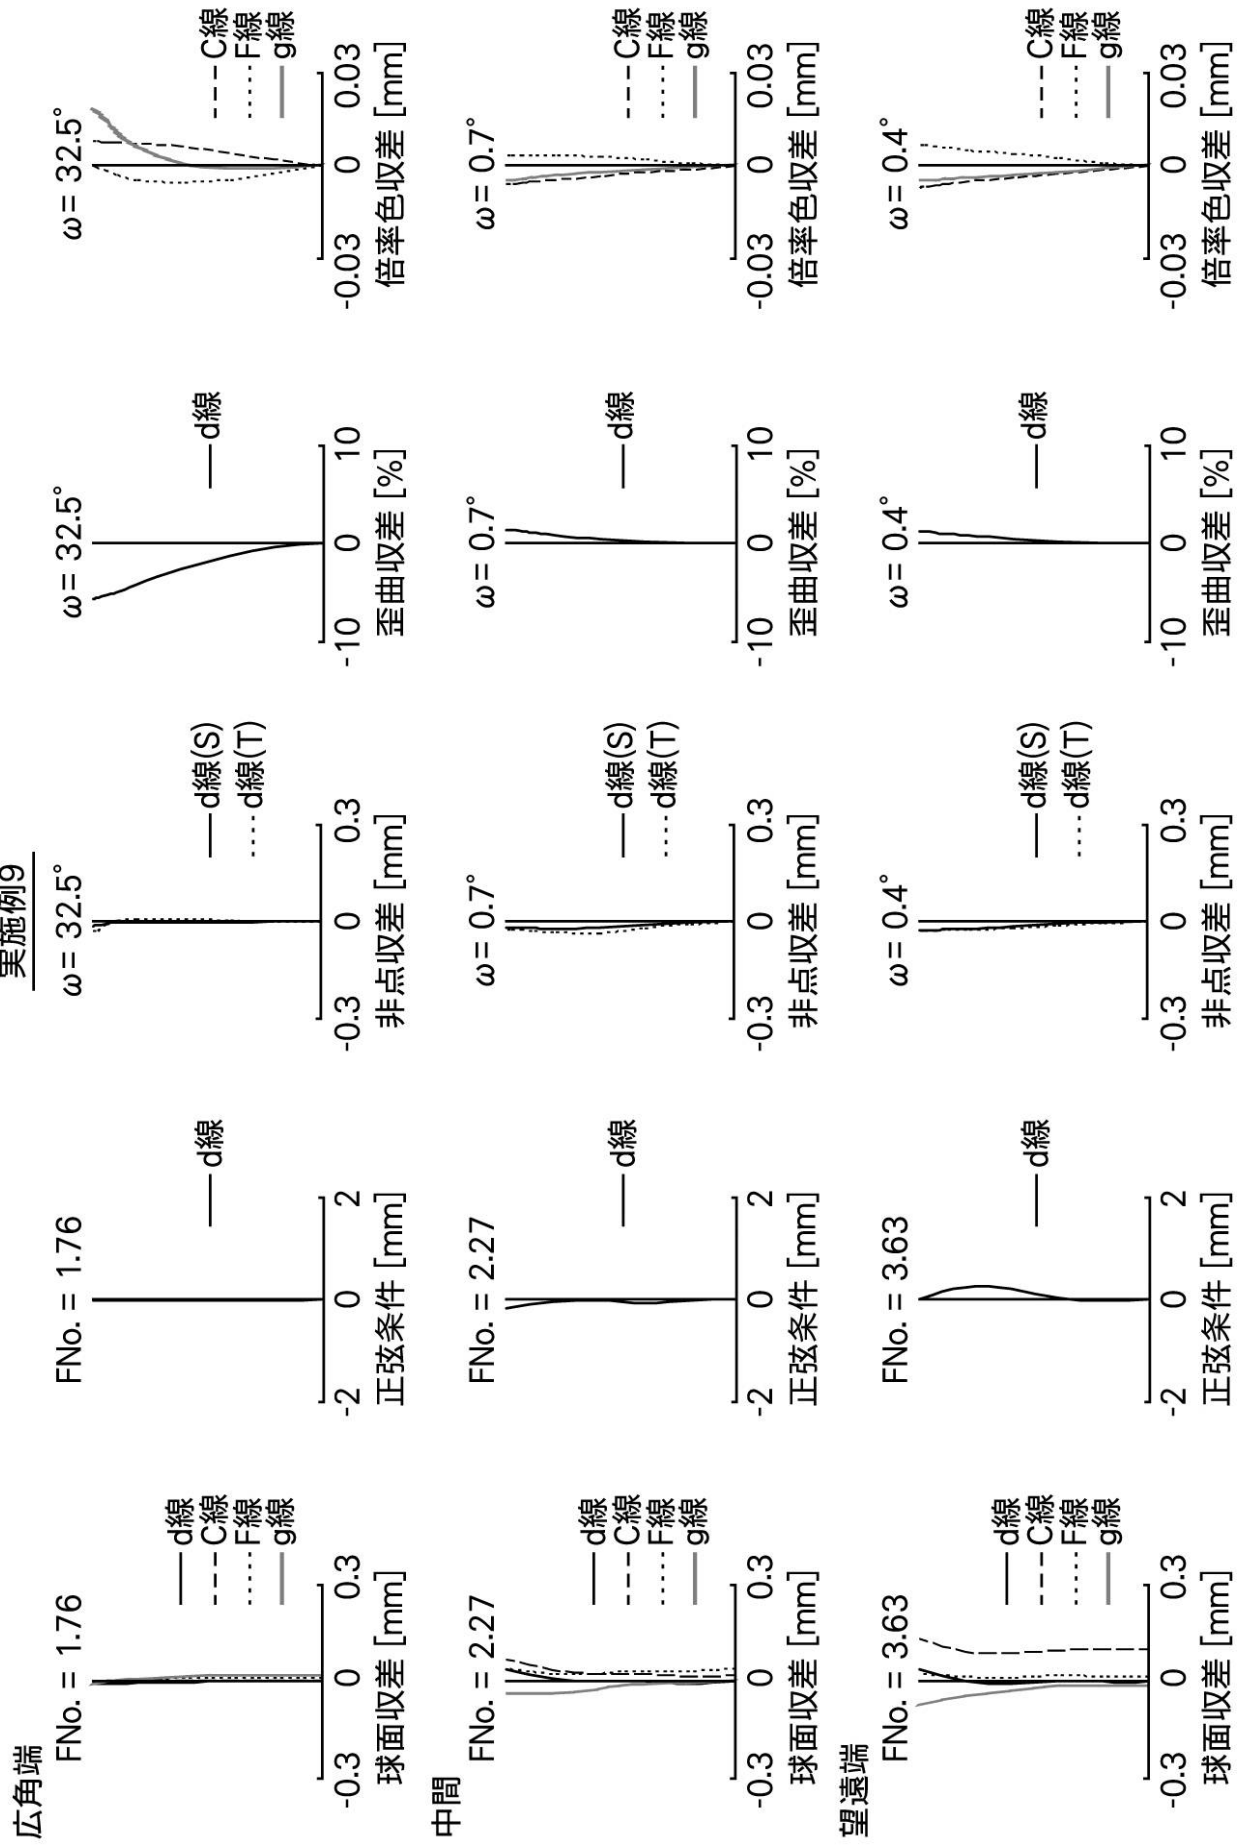 実施例9
広角端
FNo. = 1.76
d線
C線
F線
g線
-0.3 0 0.3
球面収差 [mm]
FNo. = 1.76
d線
-2 0 2
正弦条件 [mm]
ω= 32.5°
d線(S)
d線(T)
-0.3 0 0.3
非点収差 [mm]
ω= 32.5°
d線
-10 0 10
歪曲収差 [%]
ω= 32.5°
C線
F線
g線
-0.03 0 0.03
倍率色収差 [mm]
中間
FNo. = 2.27
d線
C線
F線
g線
-0.3 0 0.3
球面収差 [mm]
FNo. = 2.27
d線
-2 0 2
正弦条件 [mm]
ω= 0.7°
d線(S)
d線(T)
-0.3 0 0.3
非点収差 [mm]
ω= 0.7°
d線
-10 0 10
歪曲収差 [%]
ω= 0.7°
C線
F線
g線
-0.03 0 0.03
倍率色収差 [mm]
望遠端
FNo. = 3.63
d線
C線
F線
g線
-0.3 0 0.3
球面収差 [mm]
FNo. = 3.63
d線
-2 0 2
正弦条件 [mm]
ω= 0.4°
d線(S)
d線(T)
-0.3 0 0.3
非点収差 [mm]
ω= 0.4°
d線
-10 0 10
歪曲収差 [%]
ω= 0.4°
C線
F線
g線
-0.03 0 0.03
倍率色収差 [mm]